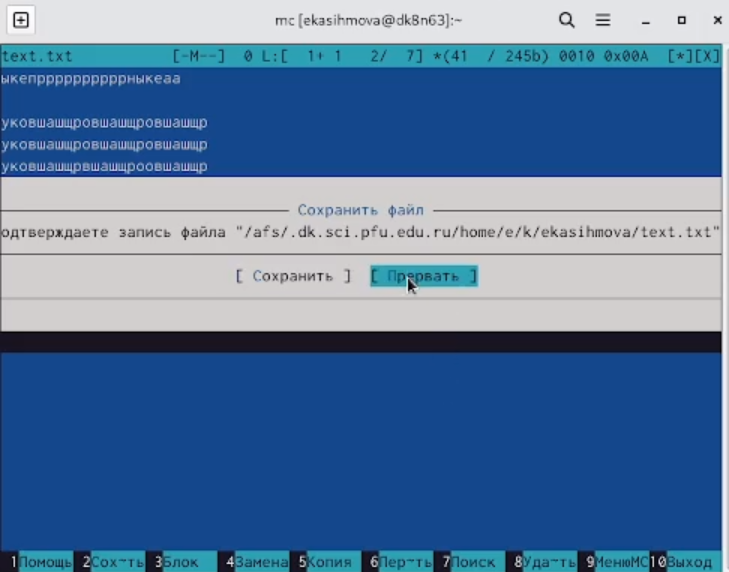 mc [ekasihmova@dk8n63]:~
text.txt [-M--] 0 L:[ 1+ 1 2/ 7] *(41 / 245b) 0010 0x00A [*][X]
ыкепрррррррррныкеаа
уковшашщровшашщровшашщр
уковшашщровшашщровшашщр
уковшашщрвшашщроовшашщр
Сохранить файл
одтверждаете запись файла "/afs/.dk.sci.pfu.edu.ru/home/e/k/ekasihmova/text.txt"
[ Сохранить ] [ Прервать ]
1Помощь 2Сох~ть 3Блок 4Замена 5Копия 6Пер~ть 7Поиск 8Уда~ть 9МенюMC10Выход